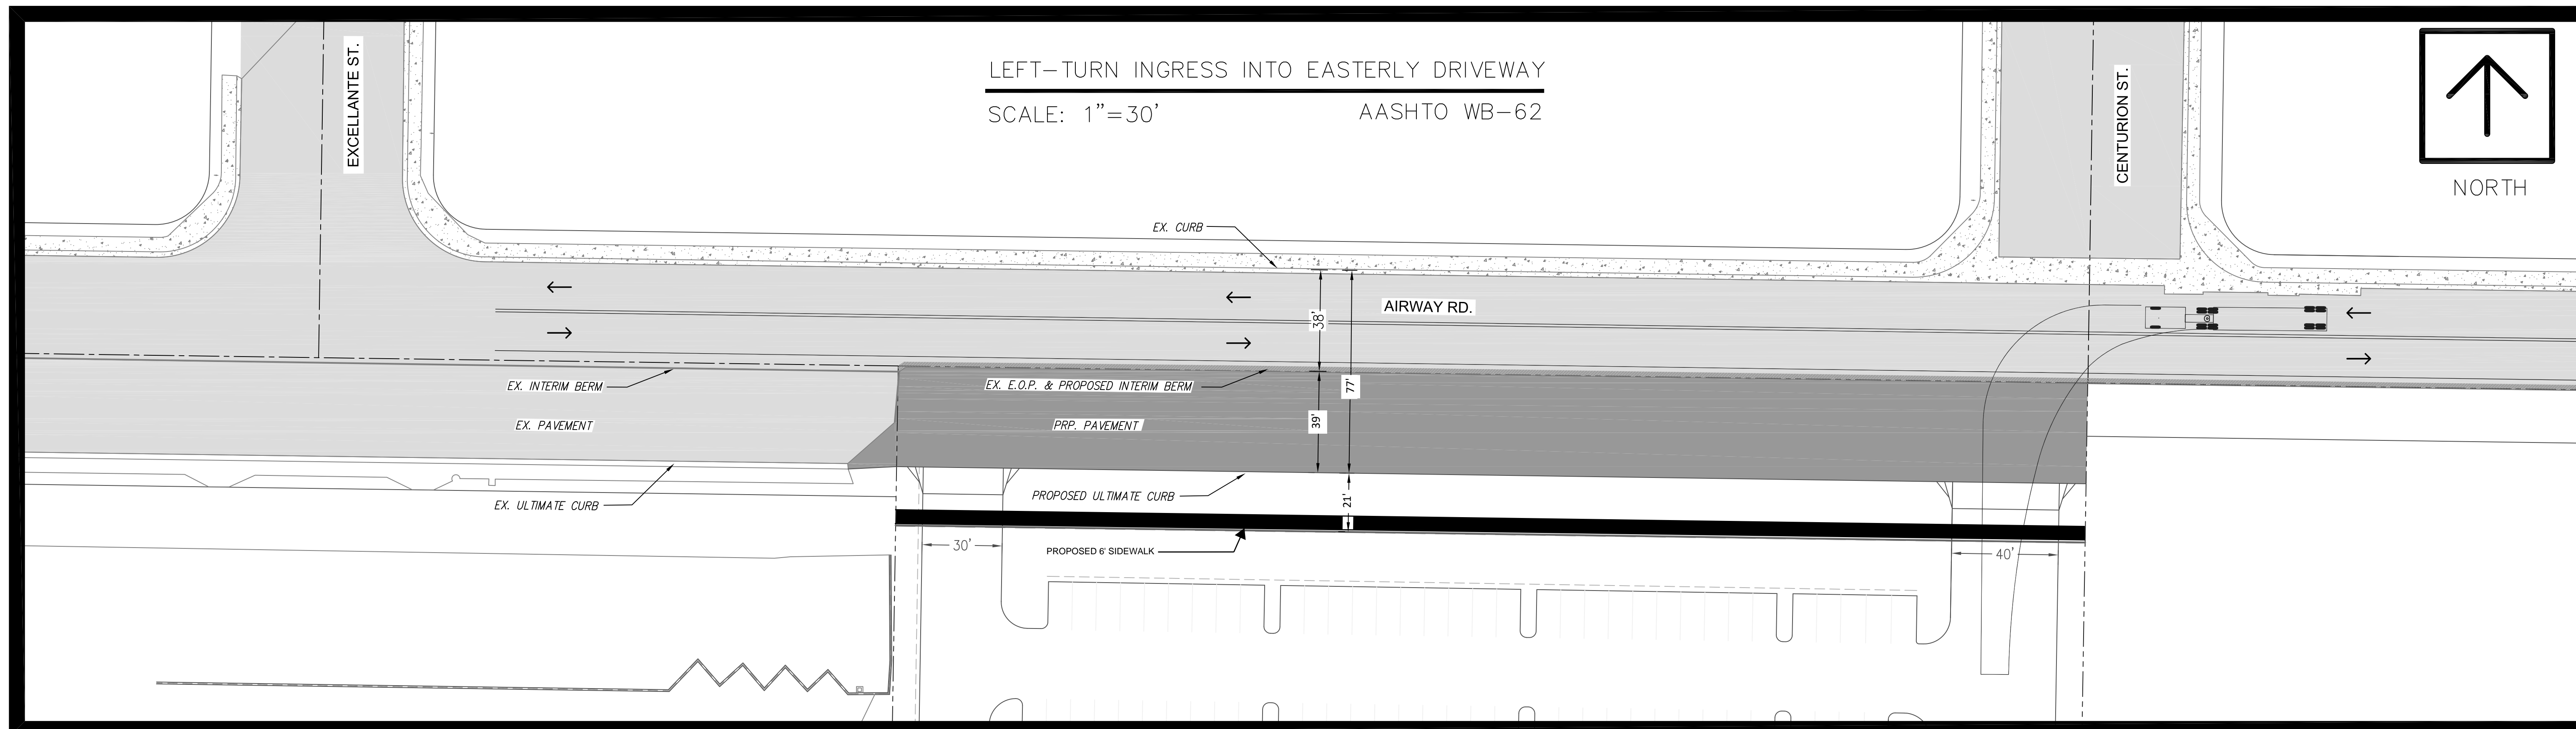 LEFT-TURN INGRESS INTO EASTERLY DRIVEWAY
SCALE: 1"=30' AASHTO WB-62
EXCELLANTE ST.
CENTURION ST.
NORTH
EX. CURB
AIRWAY RD.
38'
77'
39'
21'
EX. INTERIM BERM
EX. E.O.P. & PROPOSED INTERIM BERM
EX. PAVEMENT
PRP. PAVEMENT
EX. ULTIMATE CURB
PROPOSED ULTIMATE CURB
PROPOSED 6' SIDEWALK
30'
40'